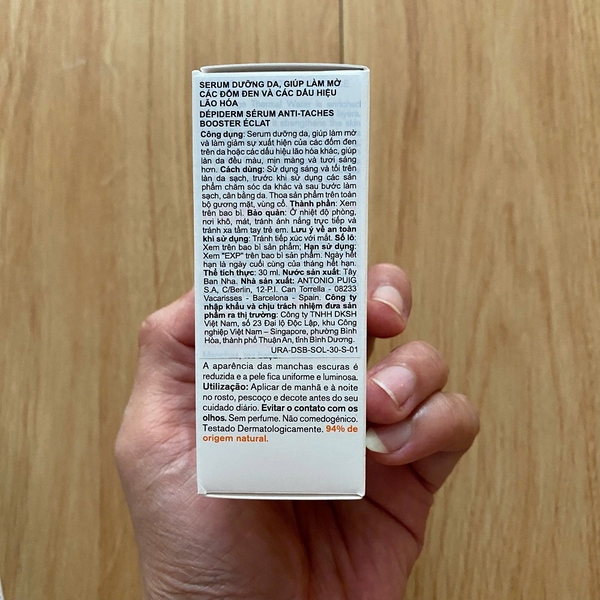 SERUM DƯỠNG DA, GIÚP LÀM MỜ
CÁC ĐỐM ĐEN VÀ CÁC DẤU HIỆU
LÃO HÓA
DÉPIDERM SÉRUM ANTI-TACHES
BOOSTER ÉCLAT
Công dụng: Serum dưỡng da, giúp làm mờ
và làm giảm sự xuất hiện của các đốm đen
trên da hoặc các dấu hiệu lão hóa khác, giúp
làn da đều màu, mịn màng và tươi sáng
hơn. Cách dùng: Sử dụng sáng và tối trên
làn da sạch, trước khi sử dụng các sản
phẩm chăm sóc da khác và sau bước làm
sạch, cân bằng da. Thoa sản phẩm trên toàn
bộ gương mặt, vùng cổ. Thành phần: Xem
trên bao bì. Bảo quản: Ở nhiệt độ phòng,
nơi khô, mát, tránh ánh nắng trực tiếp và
tránh xa tầm tay trẻ em. Lưu ý về an toàn
khi sử dụng: Tránh tiếp xúc với mắt. Số lô:
Xem trên bao bì sản phẩm; Hạn sử dụng:
Xem "EXP" trên bao bì sản phẩm. Ngày hết
hạn là ngày cuối cùng của tháng hết hạn.
Thể tích thực: 30 ml. Nước sản xuất: Tây
Ban Nha. Nhà sản xuất: ANTONIO PUIG
S.A, C/Berlin, 12-P.I. Can Torrella - 08233
Vacarisses - Barcelona - Spain. Công ty
nhập khẩu và chịu trách nhiệm đưa sản
phẩm ra thị trường: Công ty TNHH DKSH
Việt Nam, số 23 Đại lộ Độc Lập, khu Công
nghiệp Việt Nam – Singapore, phường Bình
Hòa, thành phố Thuận An, tỉnh Bình Dương.
URA-DSB-SOL-30-S-01
A aparência das manchas escuras é
reduzida e a pele fica uniforme e luminosa.
Utilização: Aplicar de manhã e à noite
no rosto, pescoço e decote antes do seu
cuidado diário. Evitar o contato com os
olhos. Sem perfume. Não comedogénico.
Testado Dermatologicamente. 94% de
origem natural.